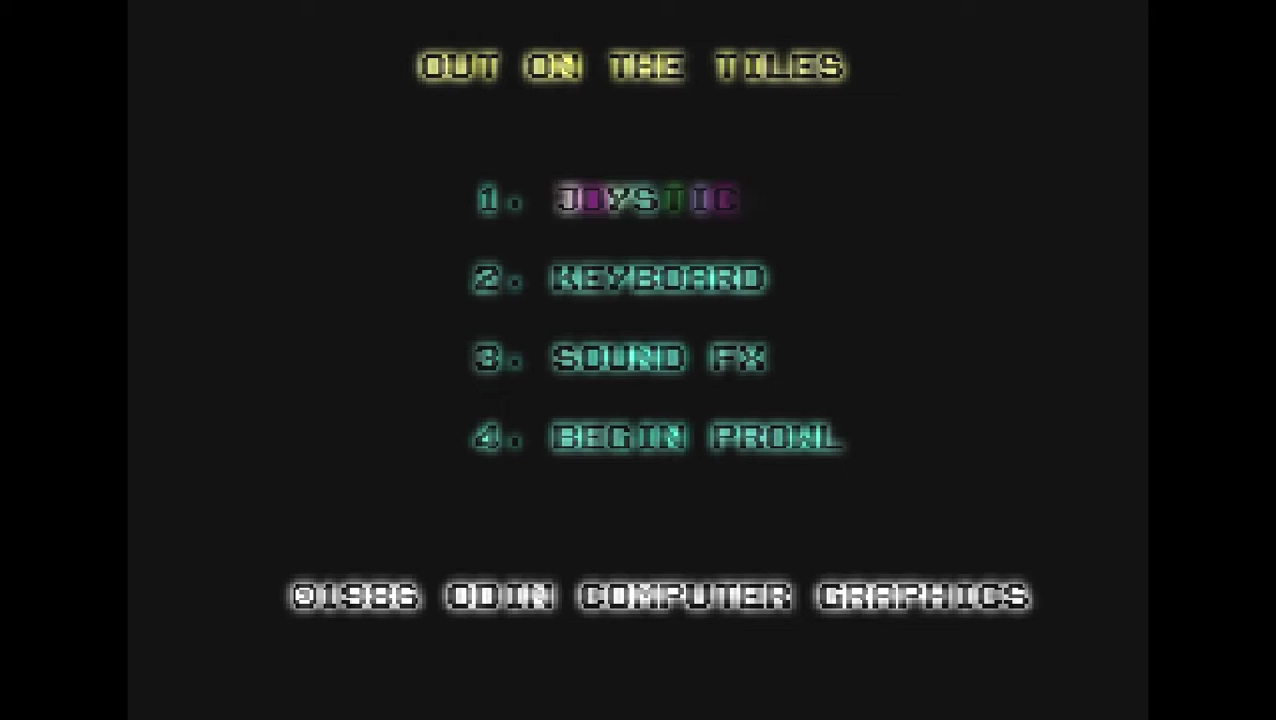 OUT ON THE TILES
1. JOYSTIC
2. KEYBOARD
3. SOUND FX
4. BEGIN PROWL
©1986 ODIN COMPUTER GRAPHICS